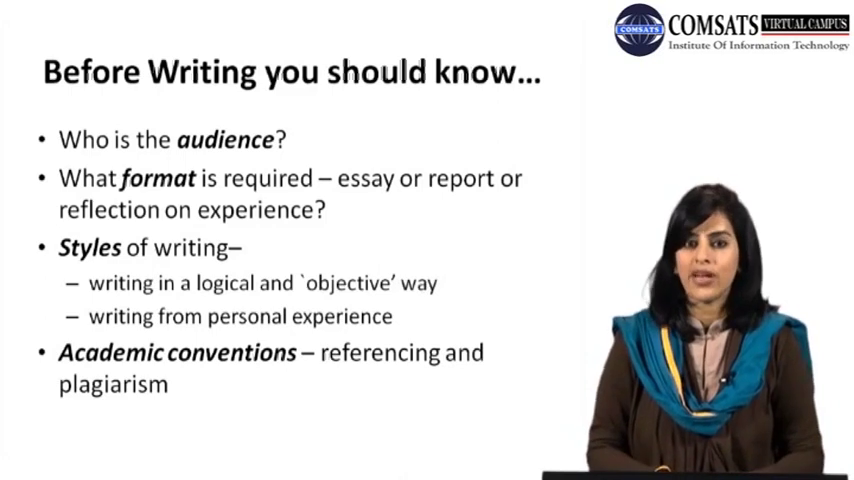 COMSATS VIRTUAL CAMPUS
Institute Of Information Technology
COMSATS
Before Writing you should know...
• Who is the audience?
• What format is required – essay or report or
reflection on experience?
• Styles of writing–
– writing in a logical and `objective' way
– writing from personal experience
• Academic conventions – referencing and
plagiarism